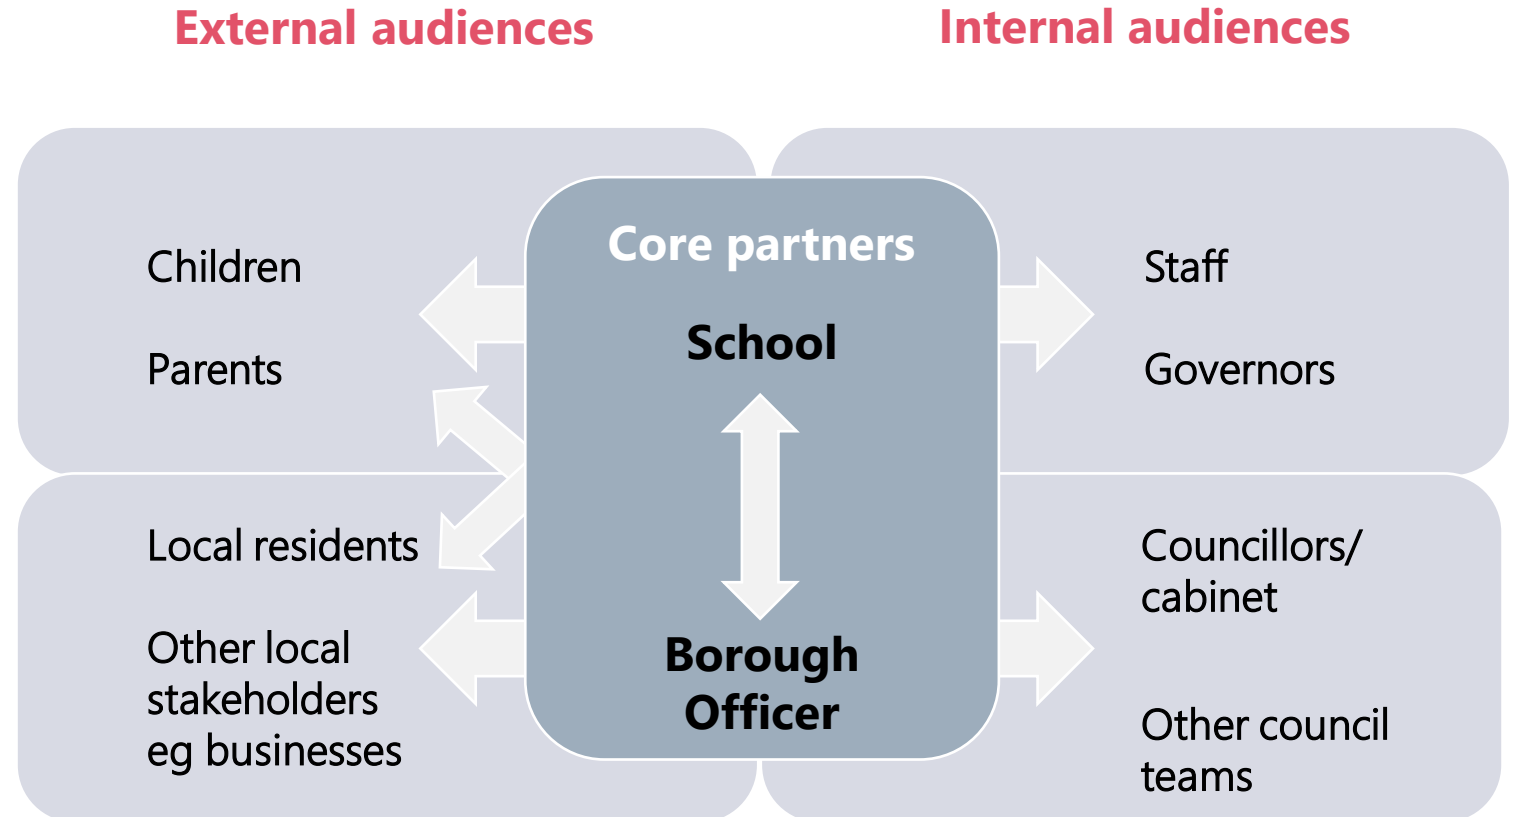 External audiences
Internal audiences
Children
Parents
Core partners
School
Borough
Officer
Staff
Governors
Local residents
Other local
stakeholders
eg businesses
Councillors/
cabinet
Other council
teams